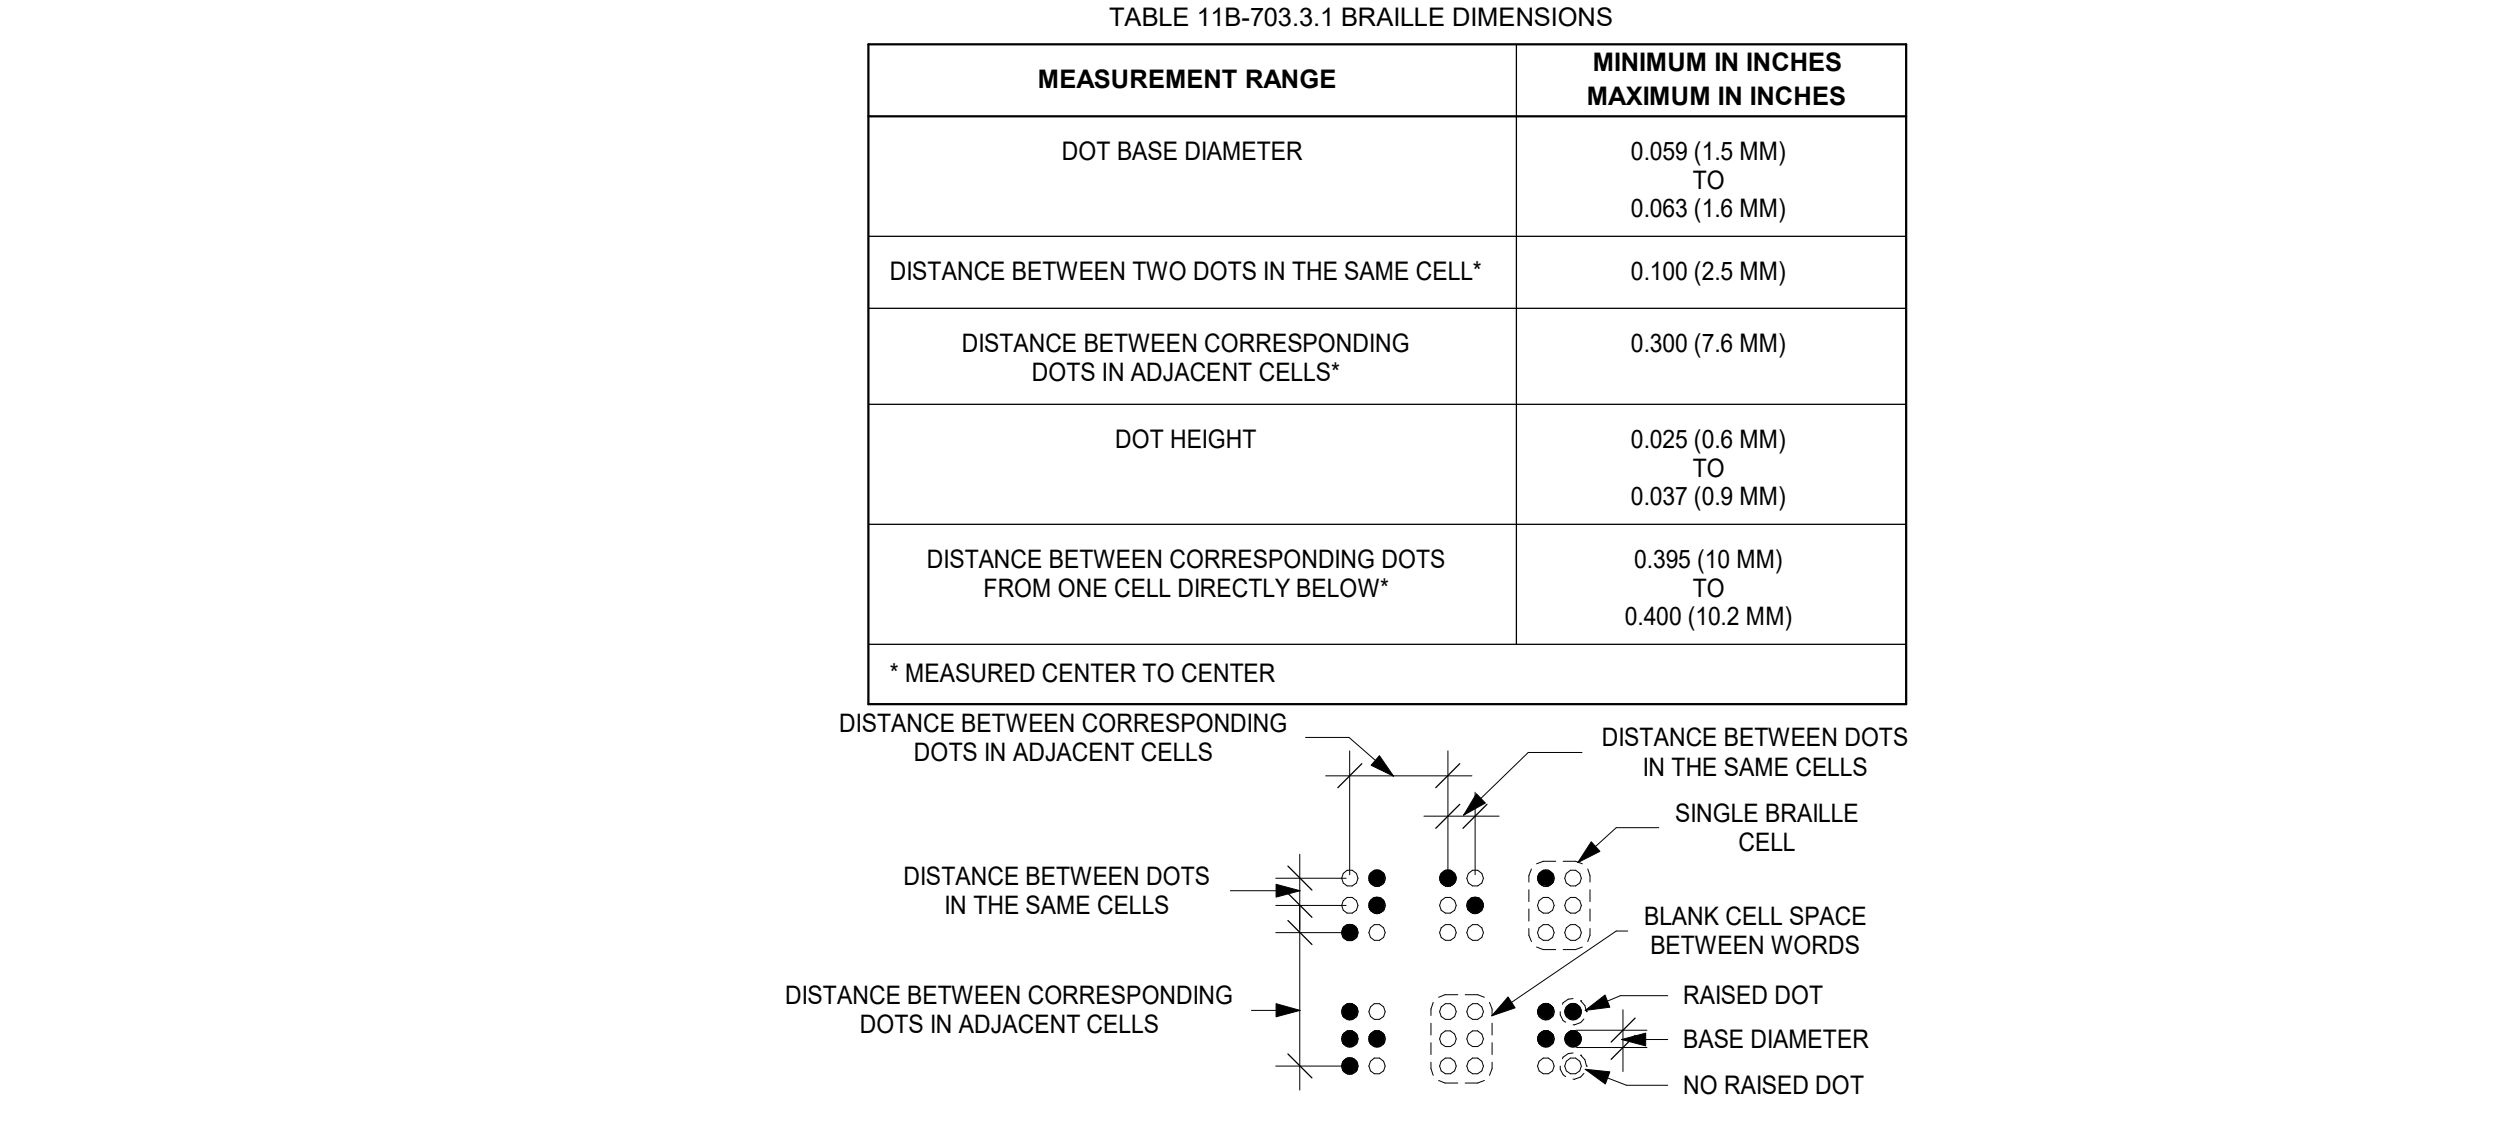 TABLE 11B-703.3.1 BRAILLE DIMENSIONS
MEASUREMENT RANGE
MINIMUM IN INCHES
MAXIMUM IN INCHES
DOT BASE DIAMETER
0.059 (1.5 MM)
TO
0.063 (1.6 MM)
DISTANCE BETWEEN TWO DOTS IN THE SAME CELL*
0.100 (2.5 MM)
DISTANCE BETWEEN CORRESPONDING
DOTS IN ADJACENT CELLS*
0.300 (7.6 MM)
DOT HEIGHT
0.025 (0.6 MM)
TO
0.037 (0.9 MM)
DISTANCE BETWEEN CORRESPONDING DOTS
FROM ONE CELL DIRECTLY BELOW*
0.395 (10 MM)
TO
0.400 (10.2 MM)
* MEASURED CENTER TO CENTER
DISTANCE BETWEEN CORRESPONDING
DOTS IN ADJACENT CELLS
DISTANCE BETWEEN DOTS
IN THE SAME CELLS
SINGLE BRAILLE
CELL
DISTANCE BETWEEN DOTS
IN THE SAME CELLS
BLANK CELL SPACE
BETWEEN WORDS
DISTANCE BETWEEN CORRESPONDING
DOTS IN ADJACENT CELLS
RAISED DOT
BASE DIAMETER
NO RAISED DOT